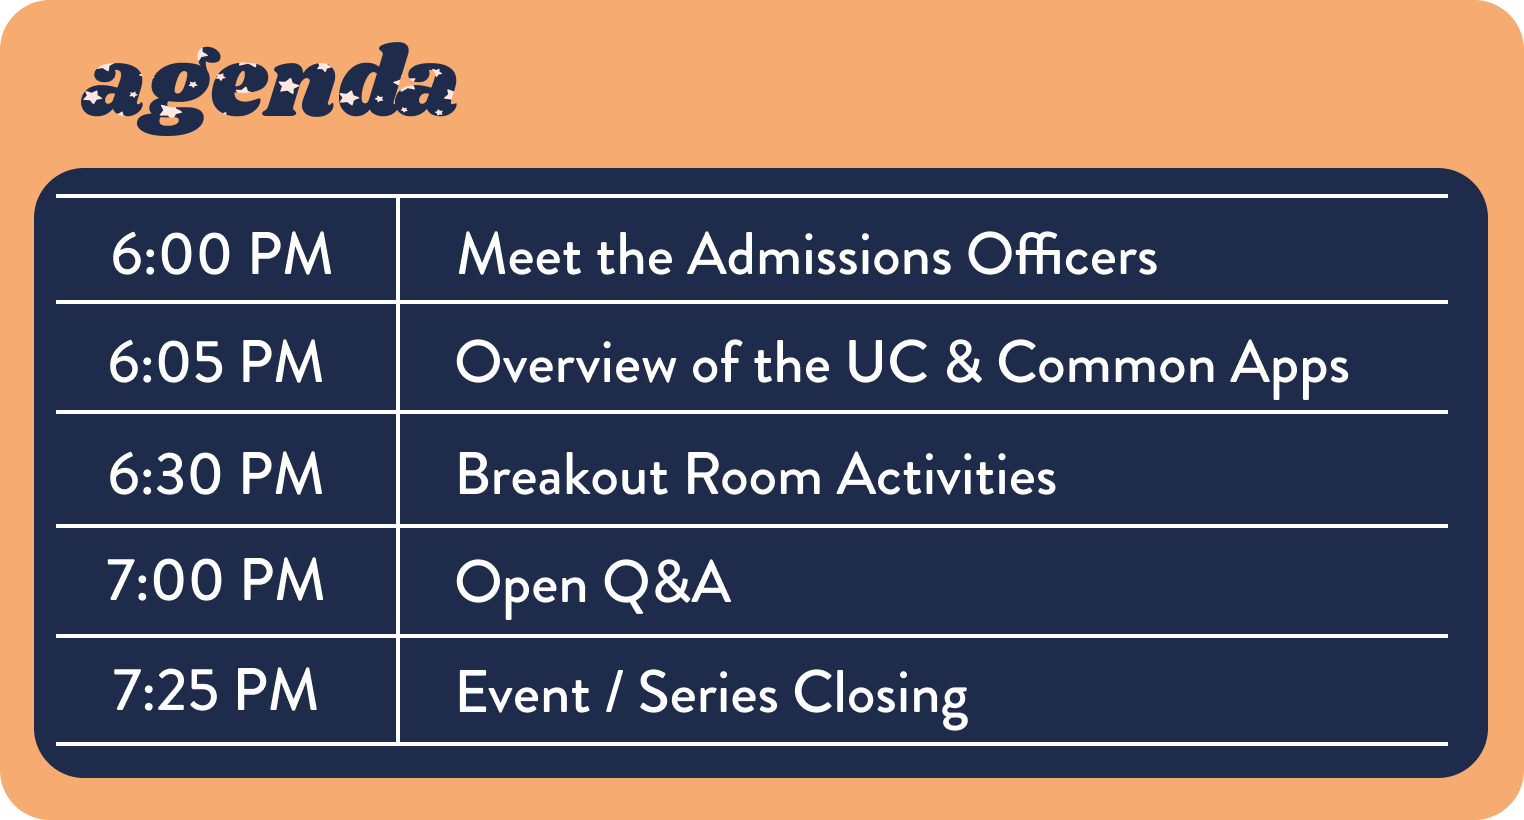 agenda
6:00 PM Meet the Admissions Officers
6:05 PM Overview of the UC & Common Apps
6:30 PM Breakout Room Activities
7:00 PM Open Q&A
7:25 PM Event / Series Closing